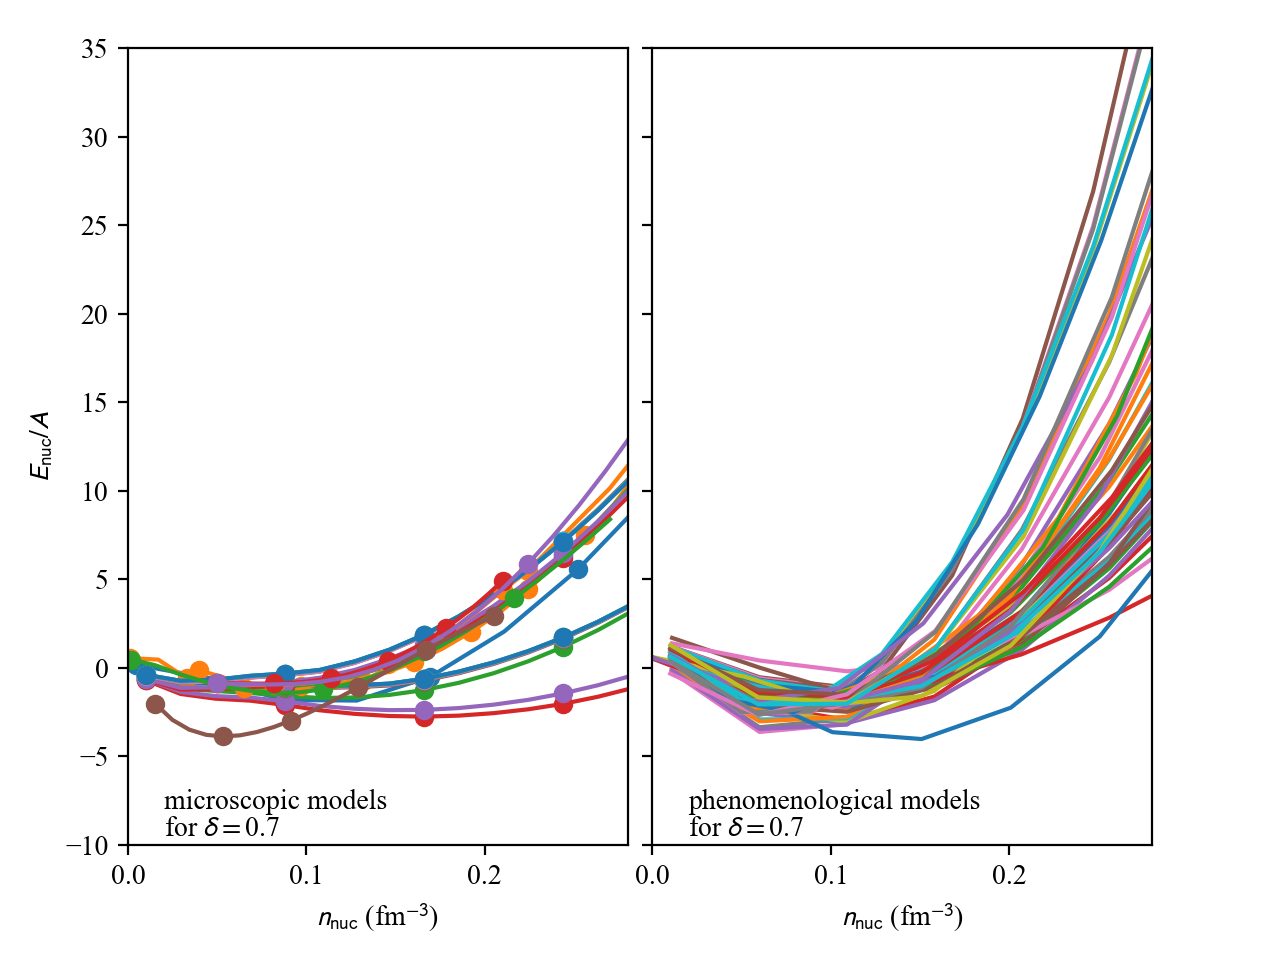 35
30
25
20
15
10
5
0
−5
−10
E_nuc/A
microscopic models
for δ = 0.7
0.0 0.1 0.2
n_nuc (fm⁻³)
phenomenological models
for δ = 0.7
0.0 0.1 0.2
n_nuc (fm⁻³)